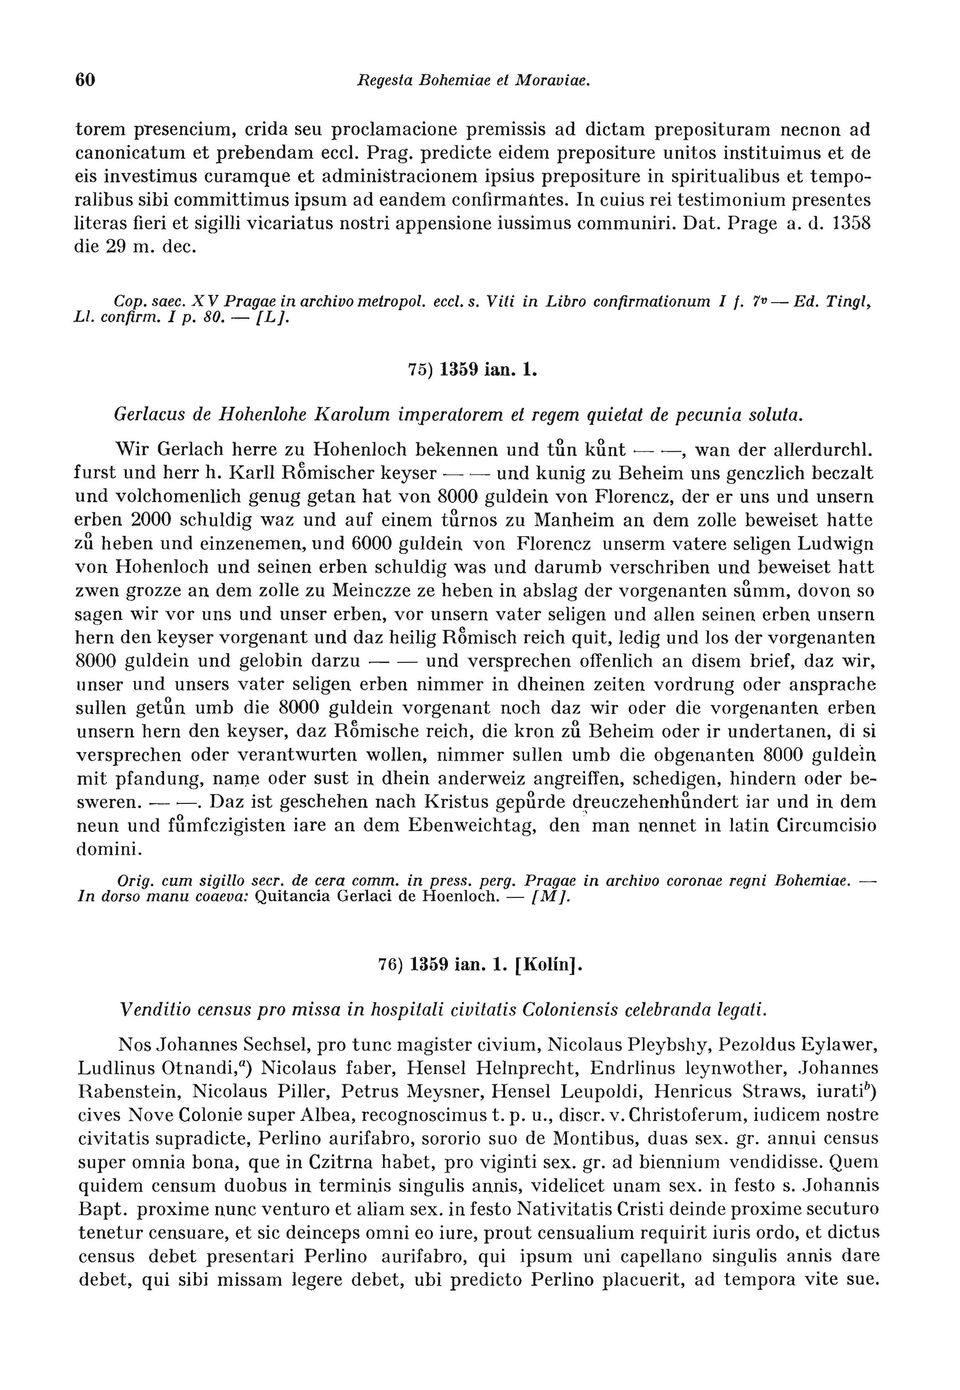 60 Regesta Bohemiae et Moraviae.
torem presencium, crida seu proclamacione premissis ad dictam preposituram necnon ad
canonicatum et prebendam eccl. Prag. predicte eidem prepositure unitos instituimus et de
eis investimus curamque et administracionem ipsius prepositure in spiritualibus et tempo-
ralibus sibi committimus ipsum ad eandem confirmantes. In cuius rei testimonium presentes
literas fieri et sigilli vicariatus nostri appensione iussimus communiri. Dat. Prage a. d. 1358
die 29 m. dec.
Cop. saec. XV Pragae in archivo metropol. eccl. s. Viti in Libro confirmationum I f. 7v — Ed. Tingl,
Ll. confirm. I p. 80. — [L].
75) 1359 ian. 1.
Gerlacus de Hohenlohe Karolum imperatorem et regem quietat de pecunia soluta.
Wir Gerlach herre zu Hohenloch bekennen und tůn kůnt — —, wan der allerdurchl.
furst und herr h. Karll Roͤmischer keyser — — und kunig zu Beheim uns genczlich beczalt
und volchomenlich genug getan hat von 8000 guldein von Florencz, der er uns und unsern
erben 2000 schuldig waz und auf einem tůrnos zu Manheim an dem zolle beweiset hatte
zů heben und einzenemen, und 6000 guldein von Florencz unserm vatere seligen Ludwign
von Hohenloch und seinen erben schuldig was und darumb verschriben und beweiset hatt
zwen grozze an dem zolle zu Meinczze ze heben in abslag der vorgenanten sům̃m, dovon so
sagen wir vor uns und unser erben, vor unsern vater seligen und allen seinen erben unsern
hern den keyser vorgenant und daz heilig Roͤmisch reich quit, ledig und los der vorgenanten
8000 guldein und gelobin darzu — — und versprechen offenlich an disem brief, daz wir,
unser und unsers vater seligen erben nimmer in dheinen zeiten vordrung oder ansprache
sullen getůn umb die 8000 guldein vorgenant noch daz wir oder die vorgenanten erben
unsern hern den keyser, daz Roͤmische reich, die kron zů Beheim oder ir undertanen, di si
versprechen oder verantwurten wollen, nimmer sullen umb die obgenanten 8000 guldein
mit pfandung, name oder sust in dhein anderweiz angreiffen, schedigen, hindern oder be-
sweren. — —. Daz ist geschehen nach Kristus gepůrde dreuczehenhůndert iar und in dem
neun und fůmfczigisten iare an dem Ebenweichtag, den man nennet in latin Circumcisio
domini.
Orig. cum sigillo secr. de cera comm. in press. perg. Pragae in archivo coronae regni Bohemiae. —
In dorso manu coaeva: Quitancia Gerlaci de Hoenloch. — [M].
76) 1359 ian. 1. [Kolín].
Venditio census pro missa in hospitali civitatis Coloniensis celebranda legati.
Nos Johannes Sechsel, pro tunc magister civium, Nicolaus Pleybshy, Pezoldus Eylawer,
Ludlinus Otnandi,a) Nicolaus faber, Hensel Helnprecht, Endrlinus leynwother, Johannes
Rabenstein, Nicolaus Piller, Petrus Meysner, Hensel Leupoldi, Henricus Straws, iuratib)
cives Nove Colonie super Albea, recognoscimus t. p. u., discr. v. Christoferum, iudicem nostre
civitatis supradicte, Perlino aurifabro, sororio suo de Montibus, duas sex. gr. annui census
super omnia bona, que in Czitrna habet, pro viginti sex. gr. ad biennium vendidisse. Quem
quidem censum duobus in terminis singulis annis, videlicet unam sex. in festo s. Johannis
Bapt. proxime nunc venturo et aliam sex. in festo Nativitatis Cristi deinde proxime secuturo
tenetur censuare, et sic deinceps omni eo iure, prout censualium requirit iuris ordo, et dictus
census debet presentari Perlino aurifabro, qui ipsum uni capellano singulis annis dare
debet, qui sibi missam legere debet, ubi predicto Perlino placuerit, ad tempora vite sue.